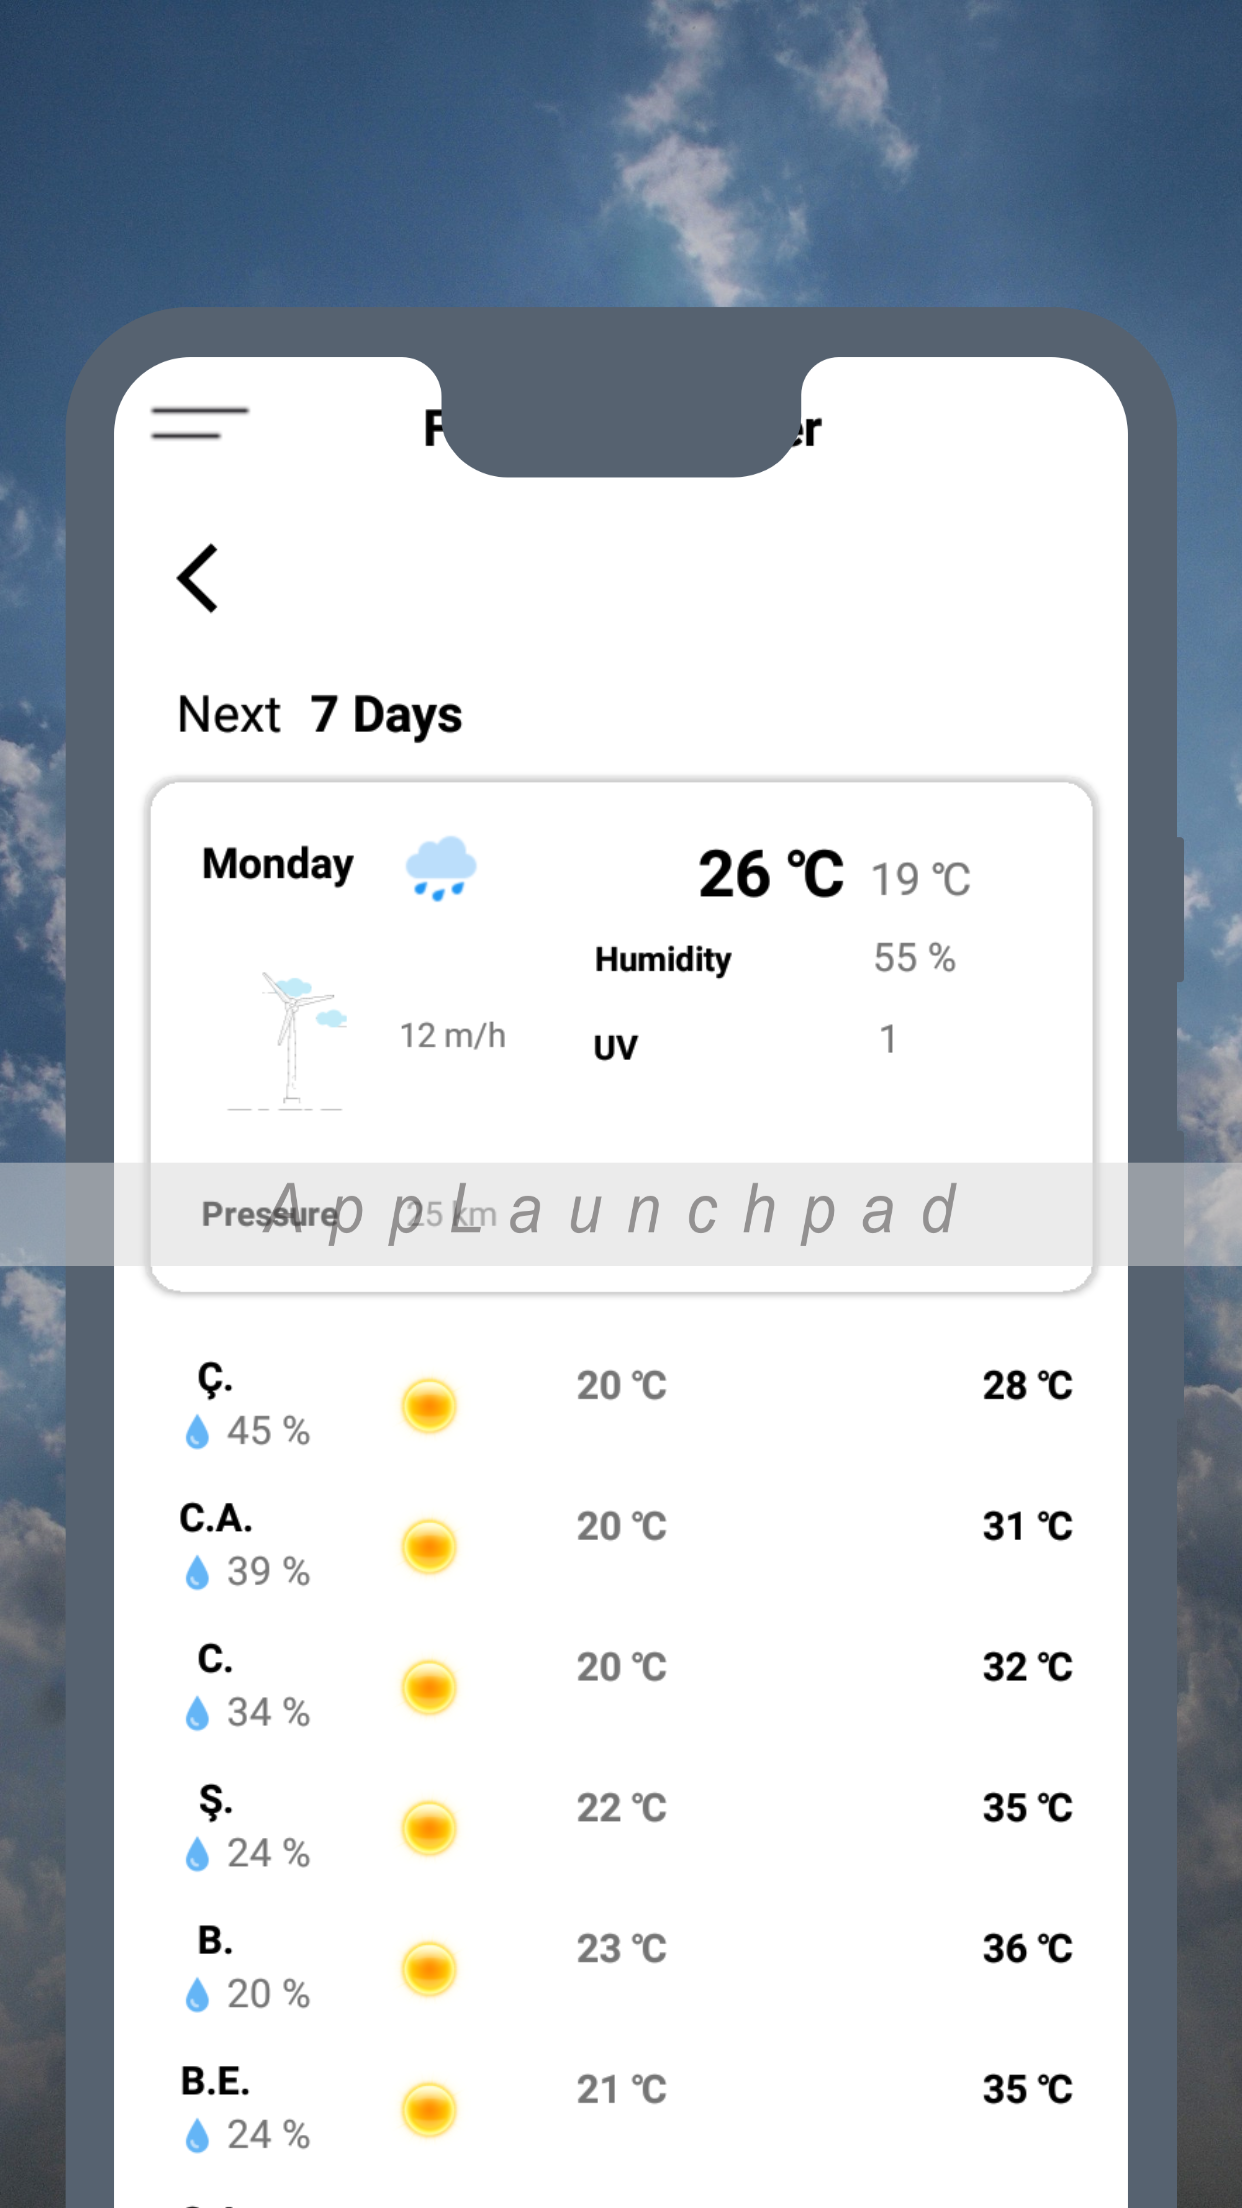 Next 7 Days
Monday
26 °C 19 °C
Humidity 55 %
12 m/h
UV 1
Pressure 25 km
AppLaunchpad
Ç. 20 °C 28 °C
45 %
C.A. 20 °C 31 °C
39 %
C. 20 °C 32 °C
34 %
Ş. 22 °C 35 °C
24 %
B. 23 °C 36 °C
20 %
B.E. 21 °C 35 °C
24 %